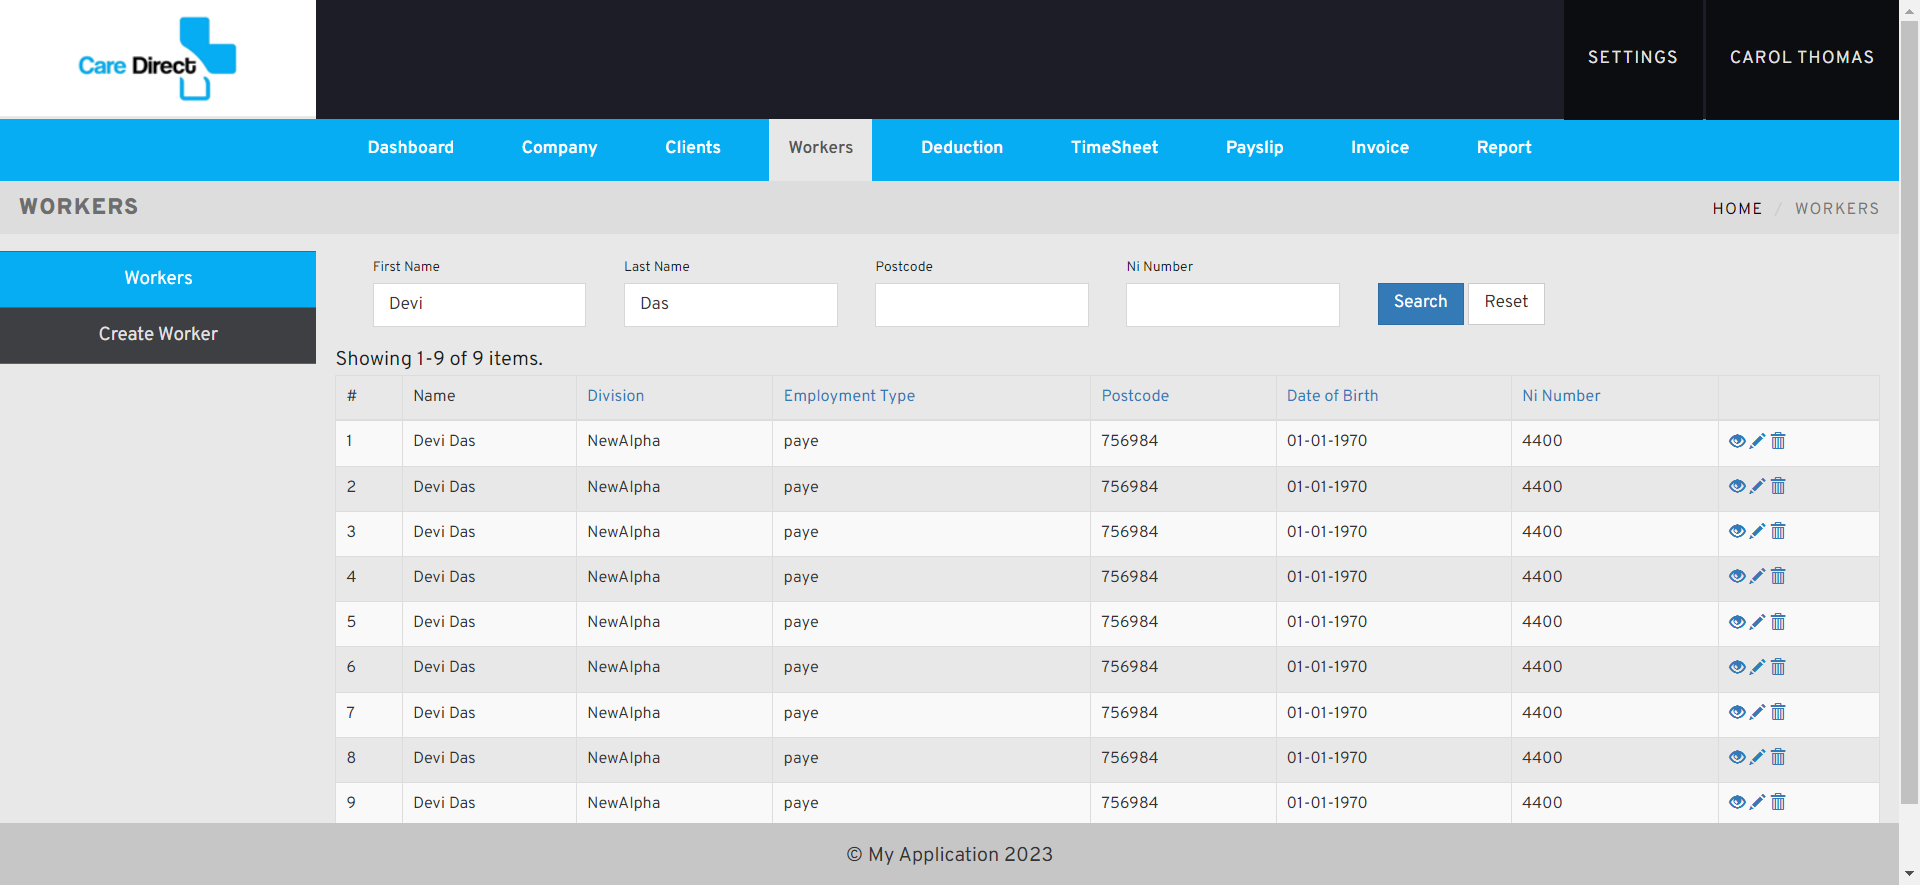 Care Direct
SETTINGS
CAROL THOMAS
Dashboard Company Clients Workers Deduction TimeSheet Payslip Invoice Report
WORKERS
HOME / WORKERS
Workers
Create Worker
First Name Last Name Postcode Ni Number
Devi Das Search Reset
Showing 1-9 of 9 items.
# Name Division Employment Type Postcode Date of Birth Ni Number
1 Devi Das NewAlpha paye 756984 01-01-1970 4400
2 Devi Das NewAlpha paye 756984 01-01-1970 4400
3 Devi Das NewAlpha paye 756984 01-01-1970 4400
4 Devi Das NewAlpha paye 756984 01-01-1970 4400
5 Devi Das NewAlpha paye 756984 01-01-1970 4400
6 Devi Das NewAlpha paye 756984 01-01-1970 4400
7 Devi Das NewAlpha paye 756984 01-01-1970 4400
8 Devi Das NewAlpha paye 756984 01-01-1970 4400
9 Devi Das NewAlpha paye 756984 01-01-1970 4400
© My Application 2023